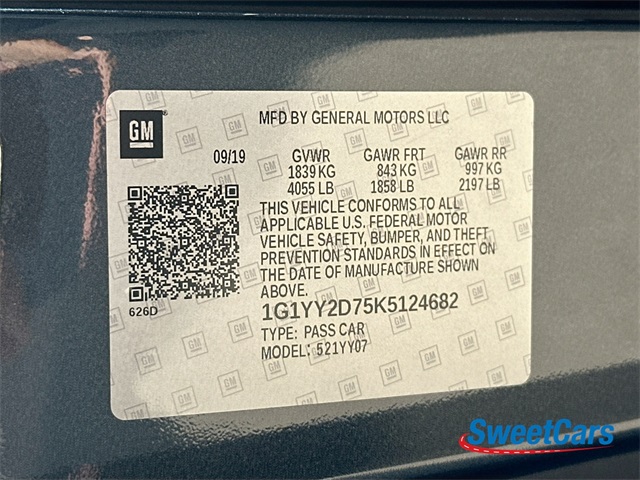 GM
MFD BY GENERAL MOTORS LLC
09/19 GVWR GAWR FRT GAWR RR
1839 KG 843 KG 997 KG
4055 LB 1858 LB 2197 LB
THIS VEHICLE CONFORMS TO ALL
APPLICABLE U.S. FEDERAL MOTOR
VEHICLE SAFETY, BUMPER, AND THEFT
PREVENTION STANDARDS IN EFFECT ON
THE DATE OF MANUFACTURE SHOWN
ABOVE.
626D
1G1YY2D75K5124682
TYPE: PASS CAR
MODEL: 521YY07
SweetCars